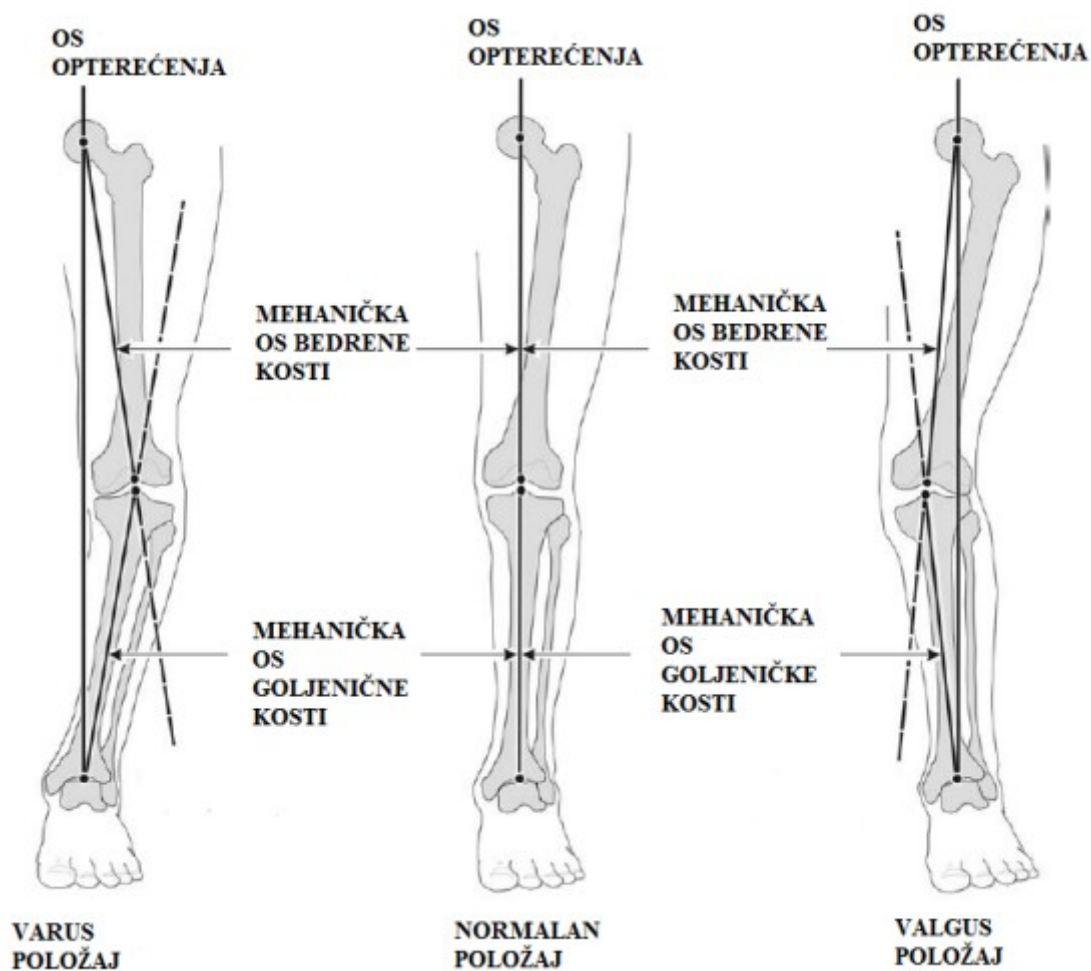 OS
OPTEREĆENJA
OS
OPTEREĆENJA
OS
OPTEREĆENJA
MEHANIČKA
OS BEDRENE
KOSTI
MEHANIČKA
OS BEDRENE
KOSTI
MEHANIČKA
OS
GOLJENIČNE
KOSTI
MEHANIČKA
OS
GOLJENIČKE
KOSTI
VARUS
POLOŽAJ
NORMALAN
POLOŽAJ
VALGUS
POLOŽAJ